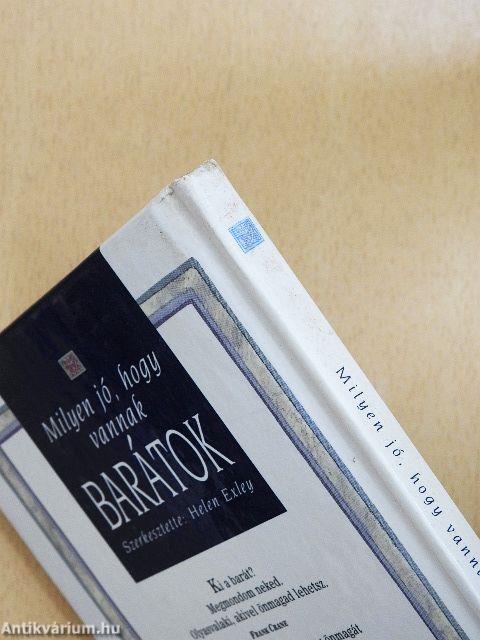 Milyen jó, hogy
vannak
BARÁTOK
Szerkesztette: Helen Exley
Ki a barát?
Megmondom neked.
Olyasvalaki, akivel önmagad lehetsz.
FRANK CRANE
önmagát
Milyen jó, hogy
Antikvárium.hu